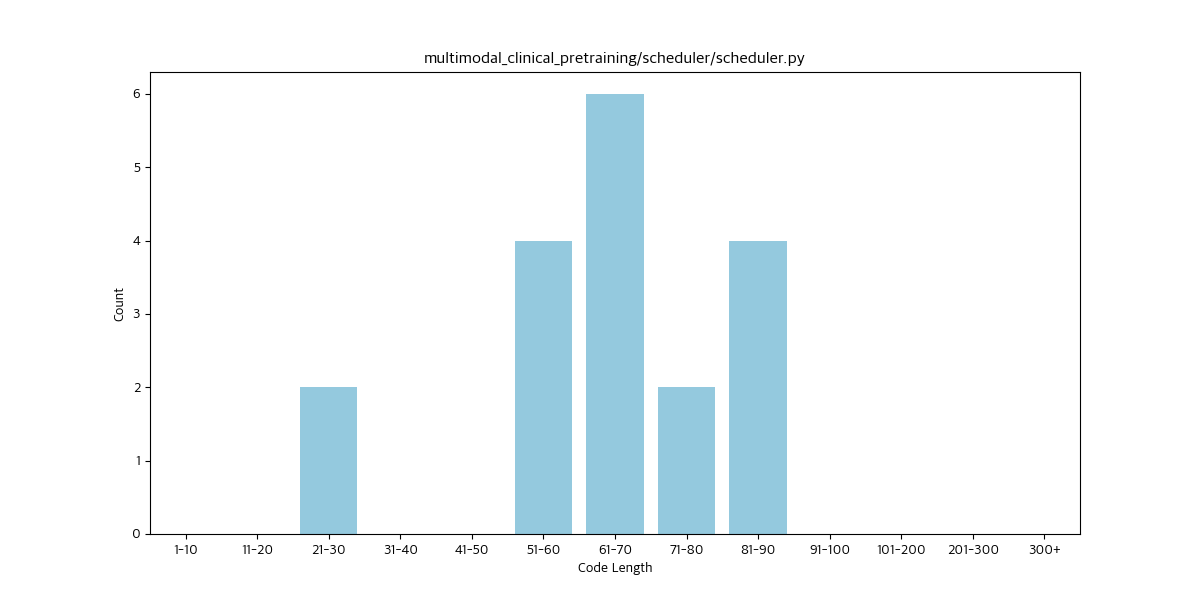 multimodal_clinical_pretraining/scheduler/scheduler.py
Count
6
5
4
3
2
1
0
1-10 11-20 21-30 31-40 41-50 51-60 61-70 71-80 81-90 91-100 101-200 201-300 300+
Code Length